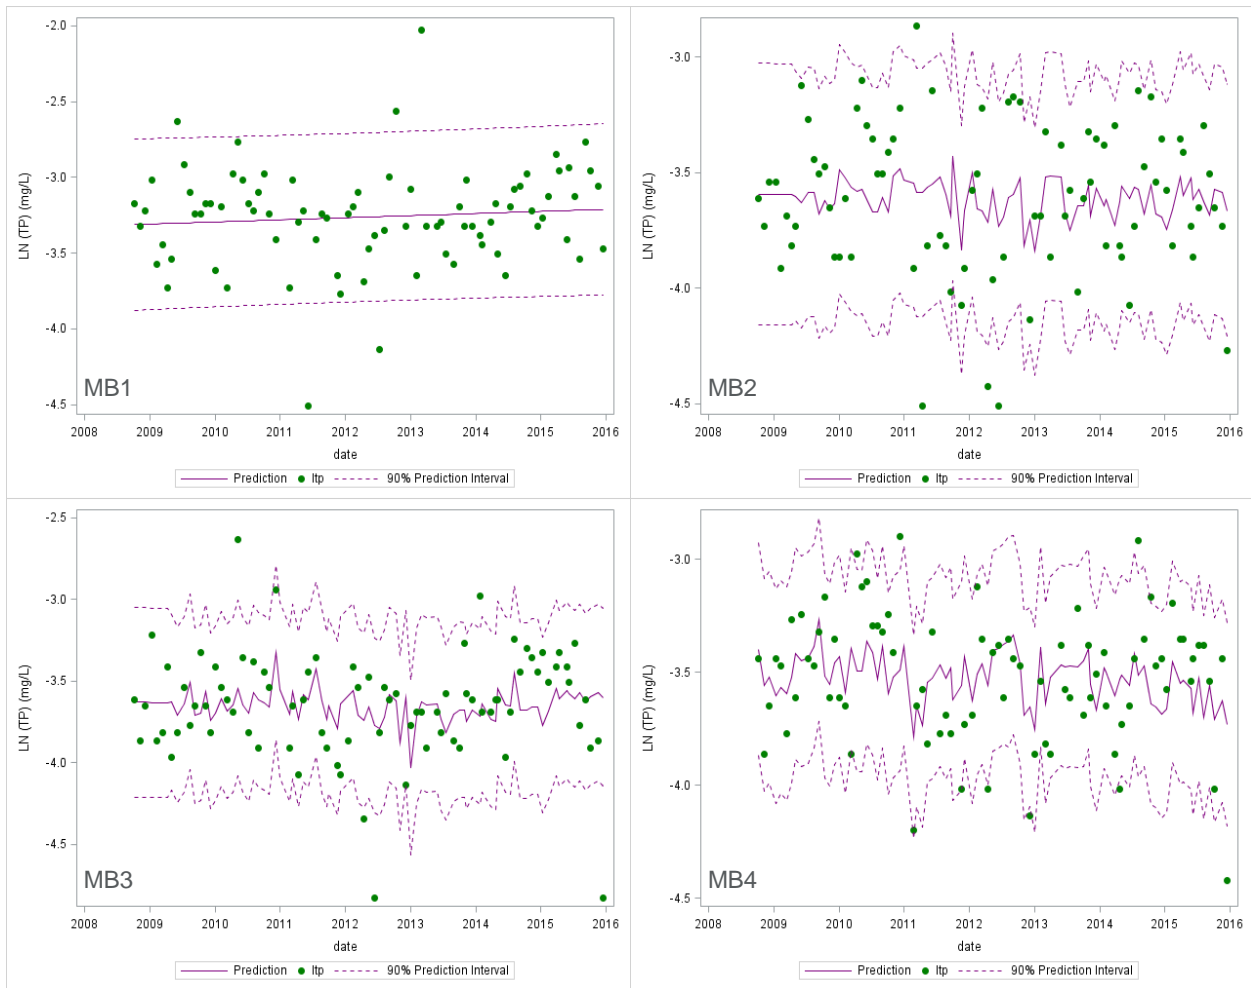 -2.0
-2.5
-3.0
-3.5
-4.0
-4.5
LN (TP) (mg/L)
MB1
2008 2009 2010 2011 2012 2013 2014 2015 2016
date
Prediction ltp 90% Prediction Interval
-3.0
-3.5
-4.0
-4.5
LN (TP) (mg/L)
MB2
2008 2009 2010 2011 2012 2013 2014 2015 2016
date
Prediction ltp 90% Prediction Interval
-2.5
-3.0
-3.5
-4.0
-4.5
LN (TP) (mg/L)
MB3
2008 2009 2010 2011 2012 2013 2014 2015 2016
date
Prediction ltp 90% Prediction Interval
-3.0
-3.5
-4.0
-4.5
LN (TP) (mg/L)
MB4
2008 2009 2010 2011 2012 2013 2014 2015 2016
date
Prediction ltp 90% Prediction Interval